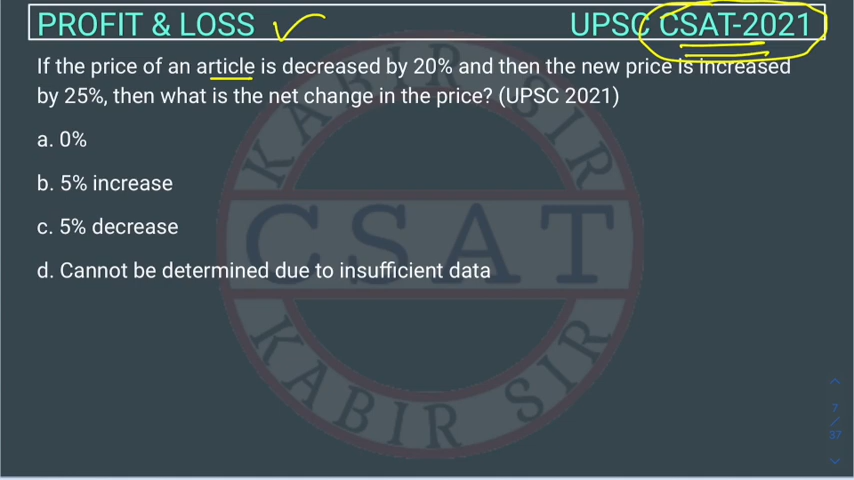 PROFIT & LOSS
UPSC CSAT-2021
If the price of an article is decreased by 20% and then the new price is increased
by 25%, then what is the net change in the price? (UPSC 2021)
a. 0%
b. 5% increase
c. 5% decrease
d. Cannot be determined due to insufficient data
KABIR SIR
CSAT
KABIR SIR
7
/
37